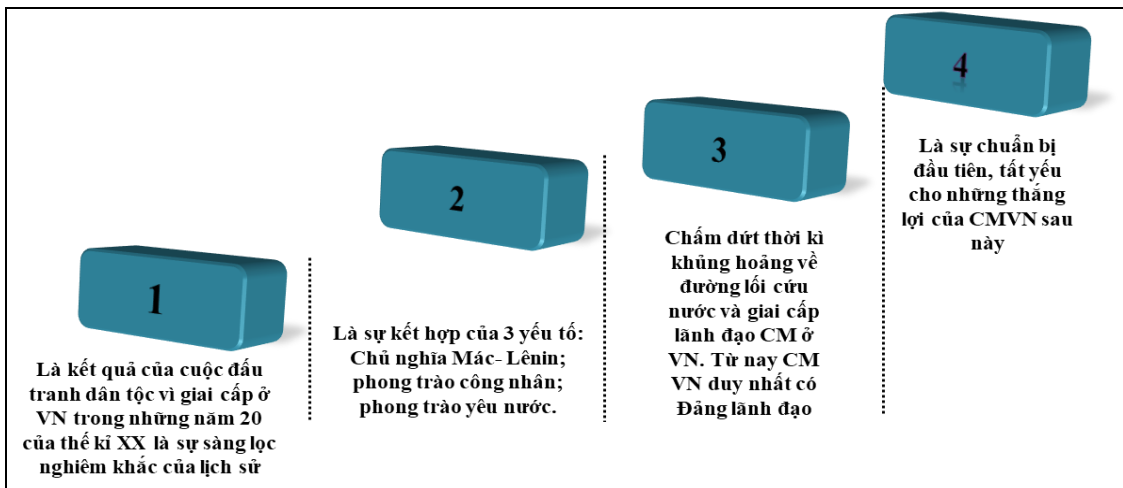 1
Là kết quả của cuộc đấu
tranh dân tộc vì giai cấp ở
VN trong những năm 20
của thế kỉ XX là sự sàng lọc
nghiêm khắc của lịch sử
2
Là sự kết hợp của 3 yếu tố:
Chủ nghĩa Mác- Lênin;
phong trào công nhân;
phong trào yêu nước.
3
Chấm dứt thời kì
khủng hoảng về
đường lối cứu
nước và giai cấp
lãnh đạo CM ở
VN. Từ nay CM
VN duy nhất có
Đảng lãnh đạo
4
Là sự chuẩn bị
đầu tiên, tất yếu
cho những thắng
lợi của CMVN sau
này